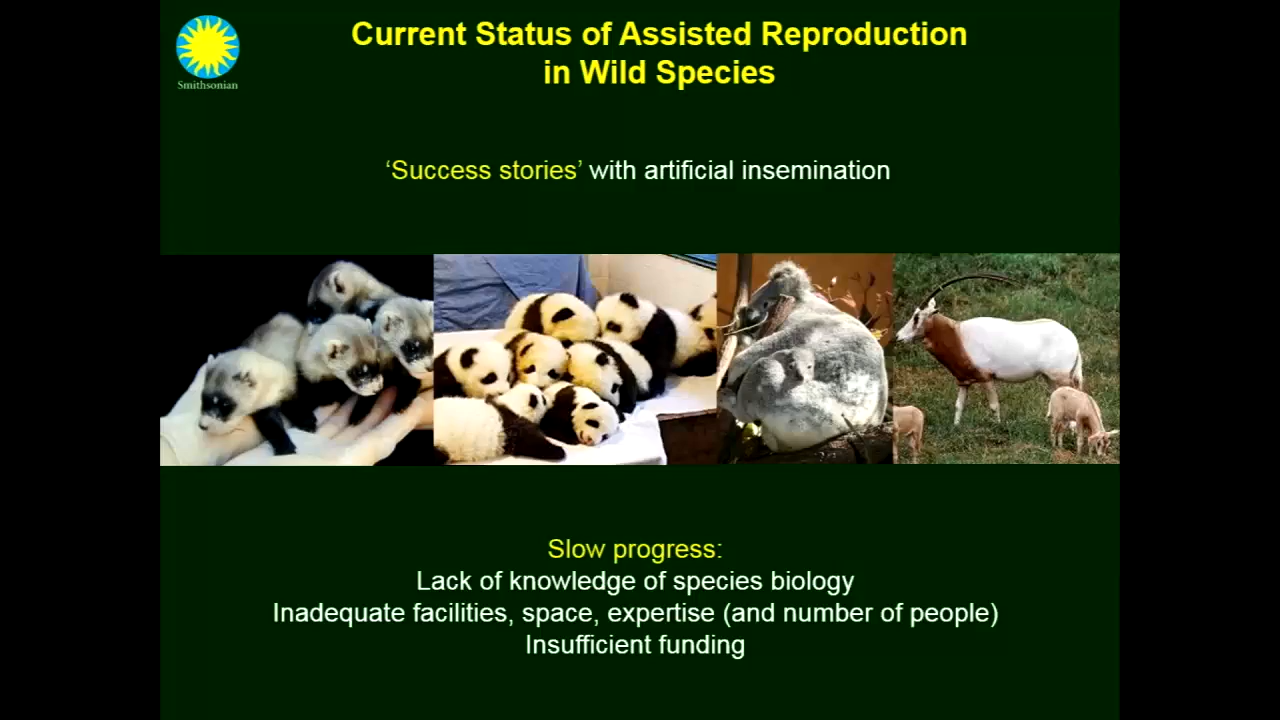 Smithsonian
Current Status of Assisted Reproduction
in Wild Species
‘Success stories’ with artificial insemination
Slow progress:
Lack of knowledge of species biology
Inadequate facilities, space, expertise (and number of people)
Insufficient funding